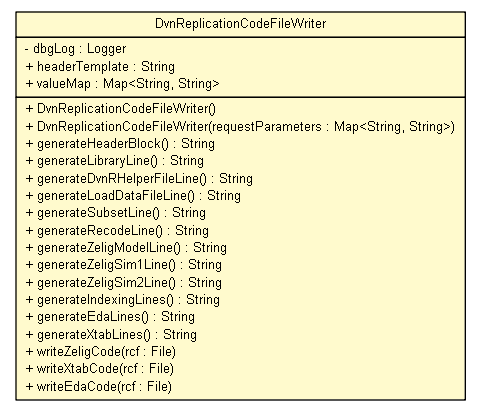 DvnReplicationCodeFileWriter
- dbgLog : Logger
+ headerTemplate : String
+ valueMap : Map<String, String>
+ DvnReplicationCodeFileWriter()
+ DvnReplicationCodeFileWriter(requestParameters : Map<String, String>)
+ generateHeaderBlock() : String
+ generateLibraryLine() : String
+ generateDvnRHelperFileLine() : String
+ generateLoadDataFileLine() : String
+ generateSubsetLine() : String
+ generateRecodeLine() : String
+ generateZeligModelLine() : String
+ generateZeligSim1Line() : String
+ generateZeligSim2Line() : String
+ generateIndexingLines() : String
+ generateEdaLines() : String
+ generateXtabLines() : String
+ writeZeligCode(rcf : File)
+ writeXtabCode(rcf : File)
+ writeEdaCode(rcf : File)